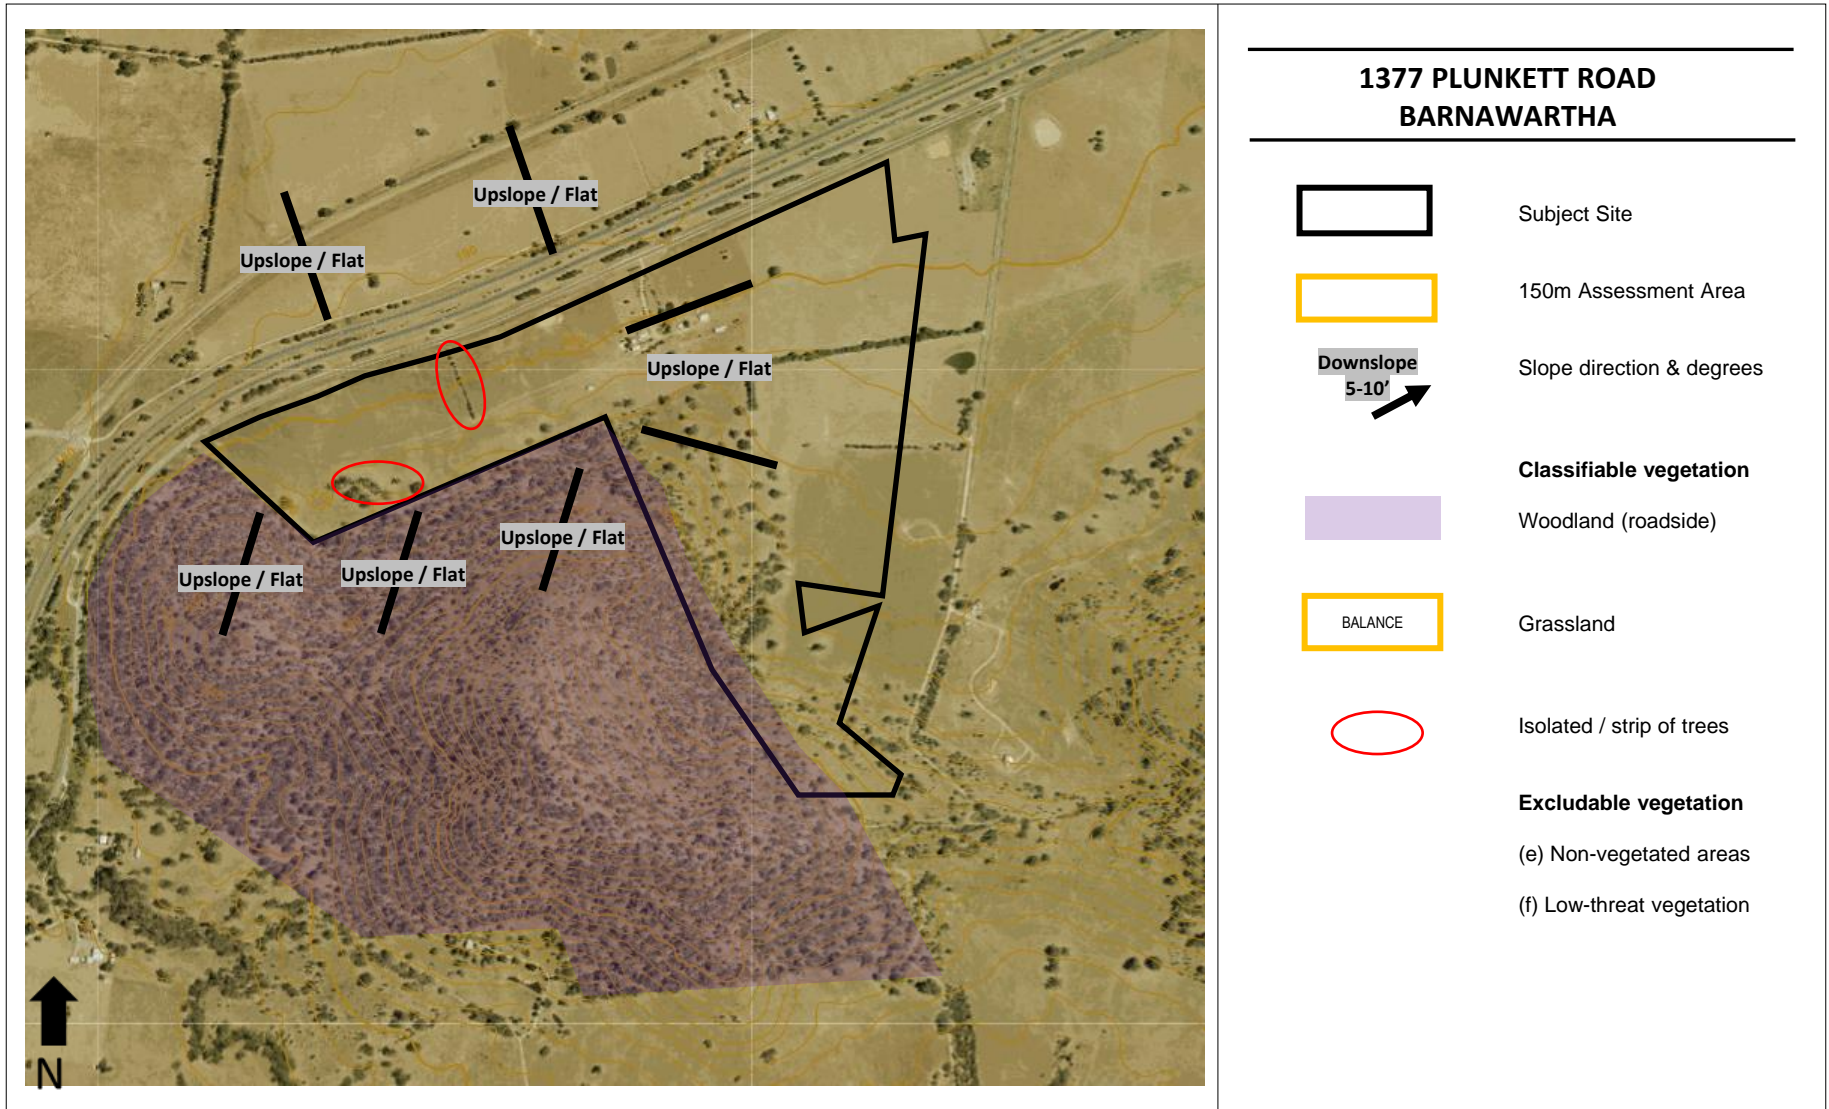 1377 PLUNKETT ROAD
BARNAWARTHA
Upslope / Flat
Upslope / Flat
Upslope / Flat
Upslope / Flat
Upslope / Flat
Upslope / Flat
N
Subject Site
150m Assessment Area
Downslope
5-10'
Slope direction & degrees
Classifiable vegetation
Woodland (roadside)
BALANCE
Grassland
Isolated / strip of trees
Excludable vegetation
(e) Non-vegetated areas
(f) Low-threat vegetation